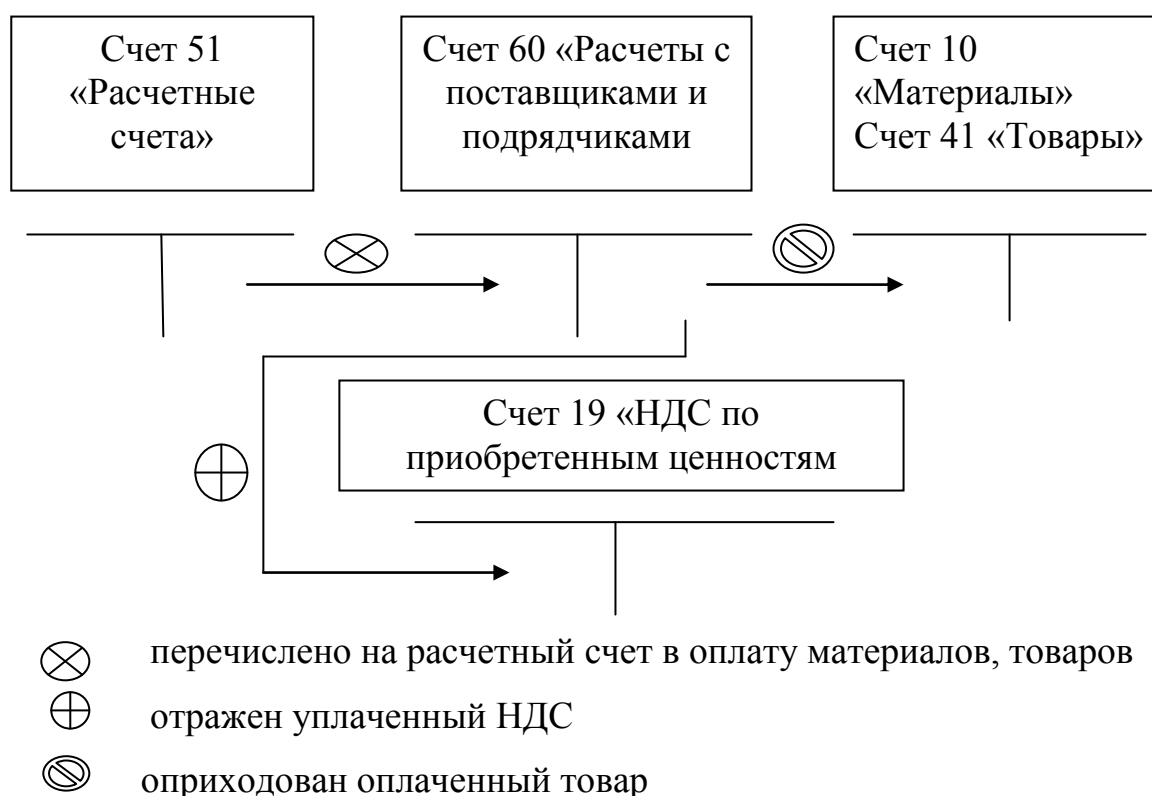 Счет 51
«Расчетные
счета»
Счет 60 «Расчеты с
поставщиками и
подрядчиками
Счет 10
«Материалы»
Счет 41 «Товары»
Счет 19 «НДС по
приобретенным ценностям
перечислено на расчетный счет в оплату материалов, товаров
отражен уплаченный НДС
оприходован оплаченный товар